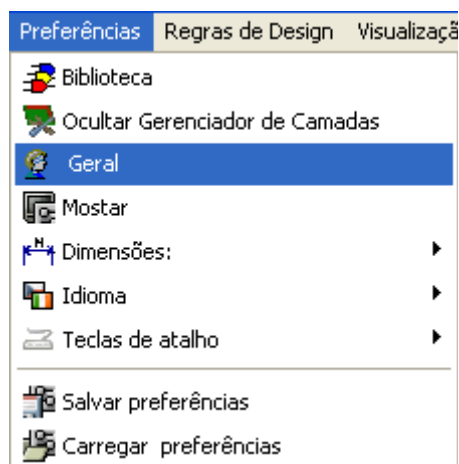 Preferências Regras de Design Visualizaçã
Biblioteca
Ocultar Gerenciador de Camadas
Geral
Mostar
N Dimensões:
Idioma
Teclas de atalho
Salvar preferências
Carregar preferências